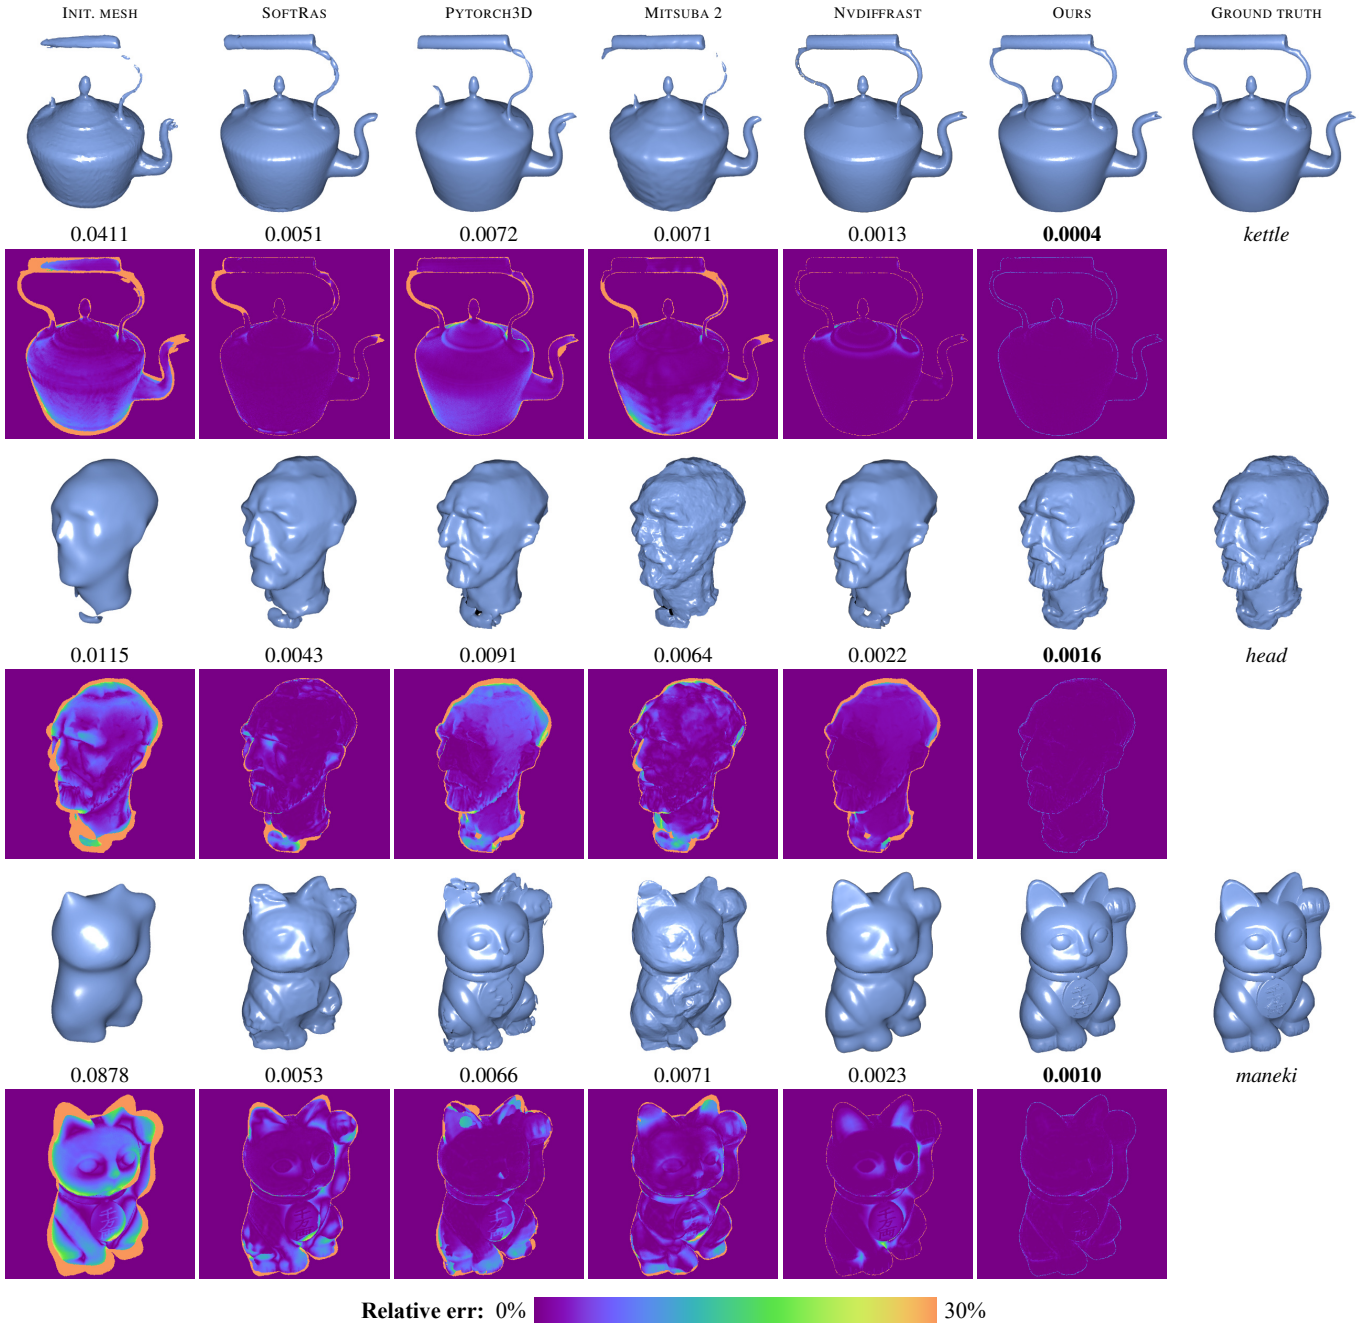 INIT. MESH SOFTRAS PYTORCH3D MITSUBA 2 NVDIFFRAST OURS GROUND TRUTH
0.0411 0.0051 0.0072 0.0071 0.0013 0.0004 kettle
0.0115 0.0043 0.0091 0.0064 0.0022 0.0016 head
0.0878 0.0053 0.0066 0.0071 0.0023 0.0010 maneki
Relative err: 0% 30%